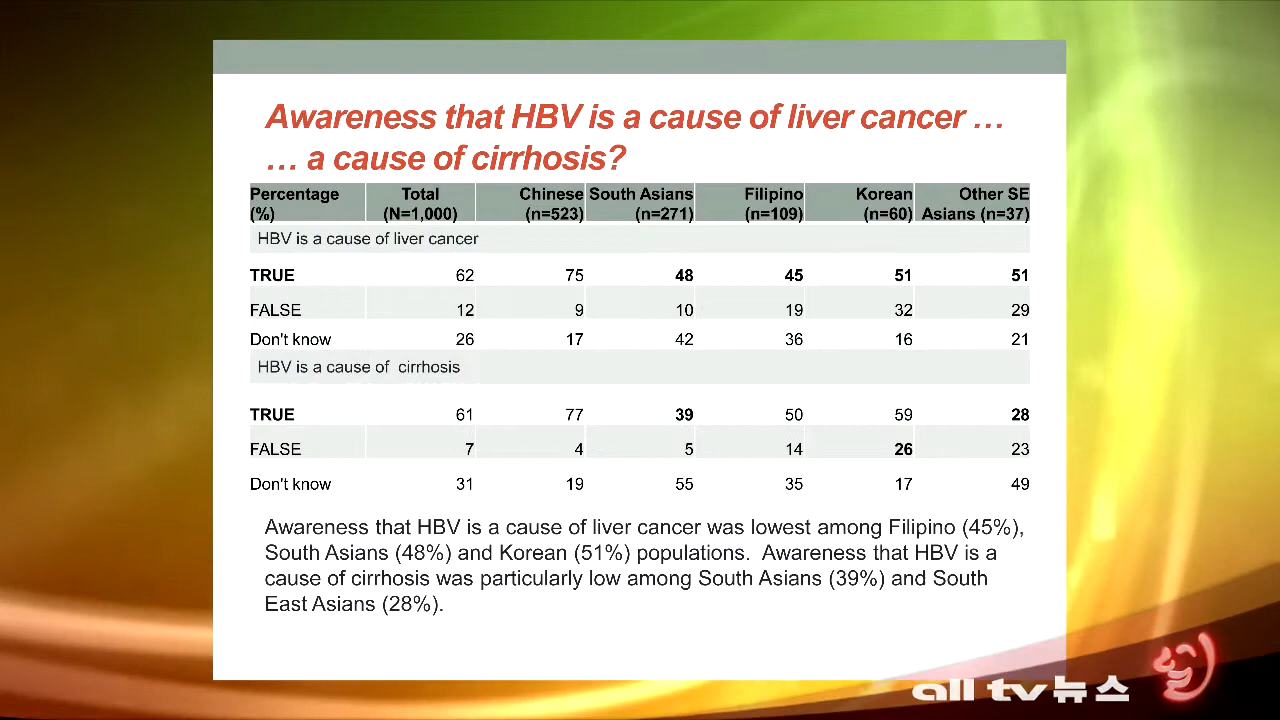 Awareness that HBV is a cause of liver cancer …
… a cause of cirrhosis?
Percentage (%) Total (N=1,000) Chinese (n=523) South Asians (n=271) Filipino (n=109) Korean (n=60) Other SE Asians (n=37)
HBV is a cause of liver cancer
TRUE 62 75 48 45 51 51
FALSE 12 9 10 19 32 29
Don't know 26 17 42 36 16 21
HBV is a cause of cirrhosis
TRUE 61 77 39 50 59 28
FALSE 7 4 5 14 26 23
Don't know 31 19 55 35 17 49
Awareness that HBV is a cause of liver cancer was lowest among Filipino (45%),
South Asians (48%) and Korean (51%) populations. Awareness that HBV is a
cause of cirrhosis was particularly low among South Asians (39%) and South
East Asians (28%).
all tv뉴스